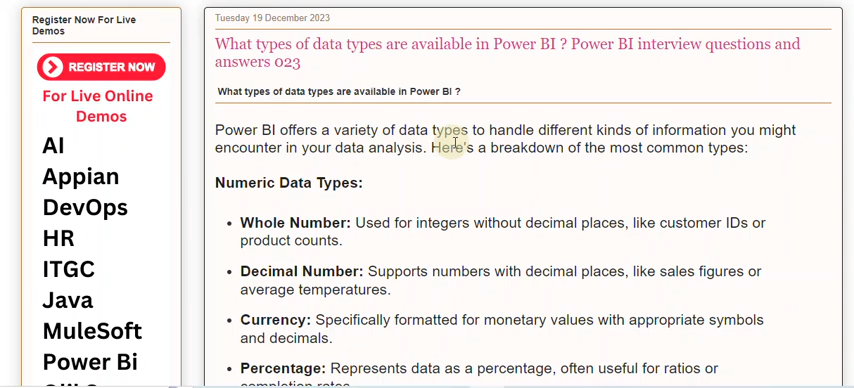 Register Now For Live
Demos
REGISTER NOW
For Live Online
Demos
AI
Appian
DevOps
HR
ITGC
Java
MuleSoft
Power Bi
Tuesday 19 December 2023
What types of data types are available in Power BI ? Power BI interview questions and
answers 023
What types of data types are available in Power BI ?
Power BI offers a variety of data types to handle different kinds of information you might
encounter in your data analysis. Here's a breakdown of the most common types:
Numeric Data Types:
• Whole Number: Used for integers without decimal places, like customer IDs or
product counts.
• Decimal Number: Supports numbers with decimal places, like sales figures or
average temperatures.
• Currency: Specifically formatted for monetary values with appropriate symbols
and decimals.
• Percentage: Represents data as a percentage, often useful for ratios or
completion rates.